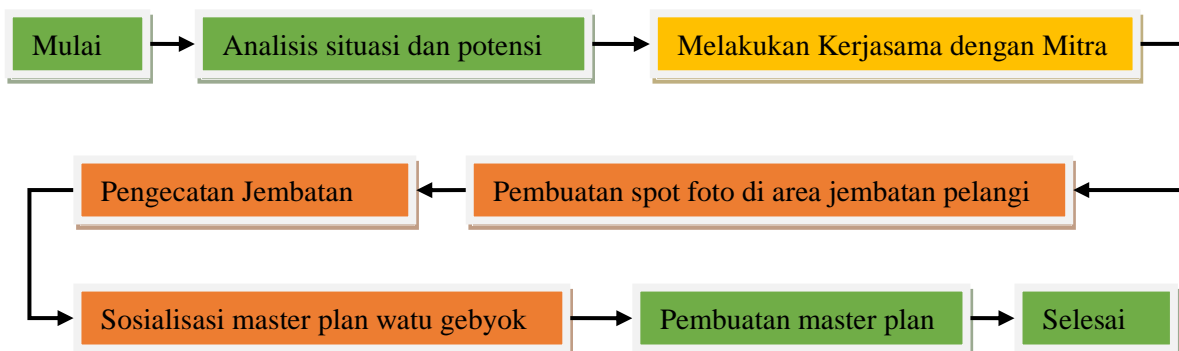 Mulai
Analisis situasi dan potensi
Melakukan Kerjasama dengan Mitra
Pembuatan spot foto di area jembatan pelangi
Pengecatan Jembatan
Sosialisasi master plan watu gebyok
Pembuatan master plan
Selesai